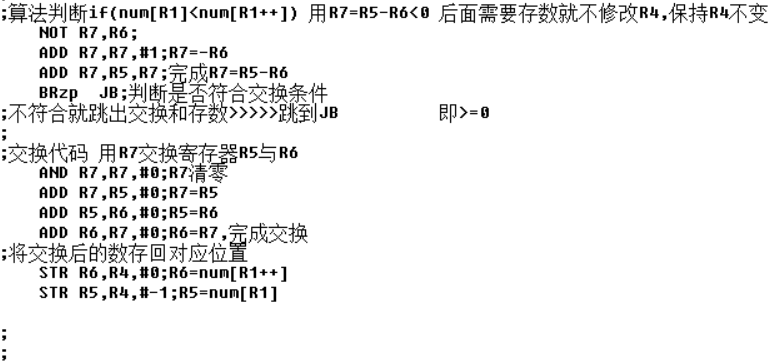 ;算法判断if(num[R1]<num[R1++]) 用R7=R5-R6<0 后面需要存数就不修改R4,保持R4不变
NOT R7,R6;
ADD R7,R7,#1;R7=-R6
ADD R7,R5,R7;完成R7=R5-R6
BRzp JB;判断是否符合交换条件
;不符合就跳出交换和存数>>>>>跳到JB 即>=0
;
;交换代码 用R7交换寄存器R5与R6
AND R7,R7,#0;R7清零
ADD R7,R5,#0;R7=R5
ADD R5,R6,#0;R5=R6
ADD R6,R7,#0;R6=R7,完成交换
;将交换后的数存回对应位置
STR R6,R4,#0;R6=num[R1++]
STR R5,R4,#-1;R5=num[R1]
;
;